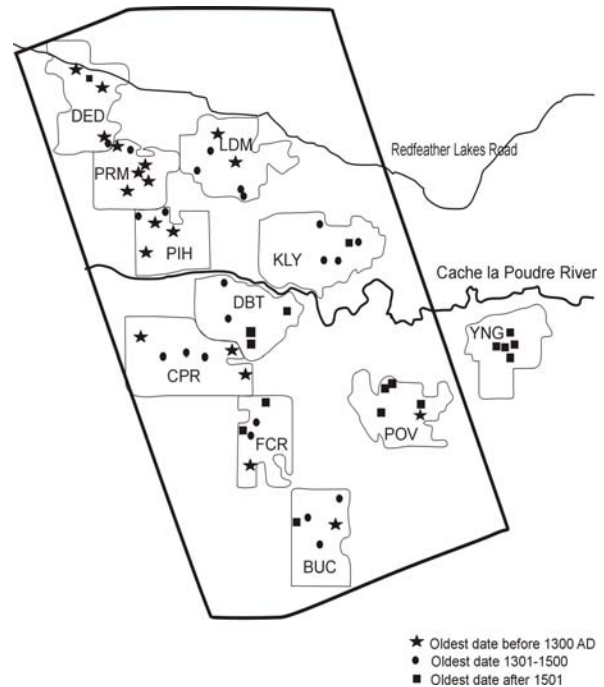 DED
LDM
Redfeather Lakes Road
PRM
PIH
KLY
Cache la Poudre River
DBT
YNG
CPR
POV
FCR
BUC
Oldest date before 1300 AD
Oldest date 1301-1500
Oldest date after 1501